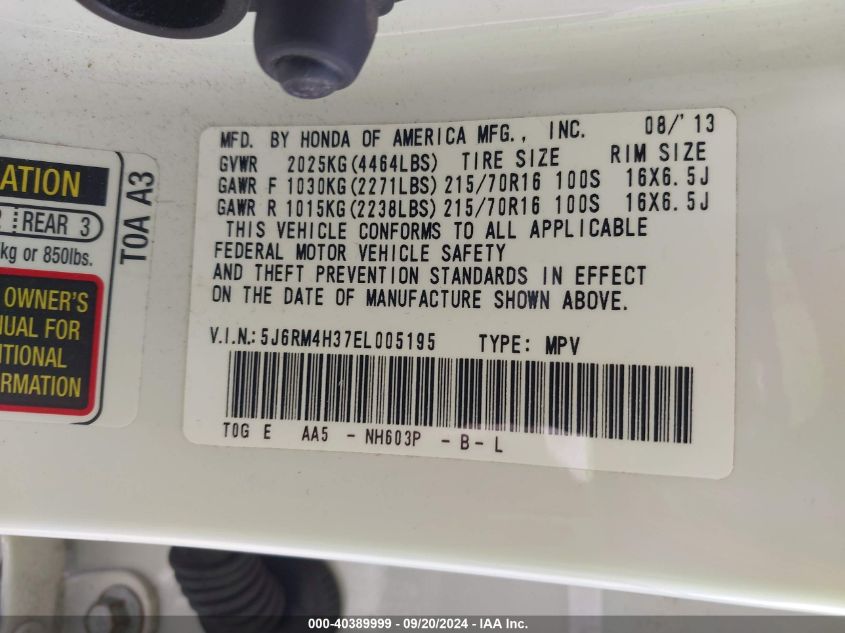 MFD. BY HONDA OF AMERICA MFG., INC. 08/'13
GVWR 2025KG(4464LBS) TIRE SIZE RIM SIZE
GAWR F 1030KG(2271LBS) 215/70R16 100S 16X6.5J
GAWR R 1015KG(2238LBS) 215/70R16 100S 16X6.5J
THIS VEHICLE CONFORMS TO ALL APPLICABLE
FEDERAL MOTOR VEHICLE SAFETY
AND THEFT PREVENTION STANDARDS IN EFFECT
ON THE DATE OF MANUFACTURE SHOWN ABOVE.
V.I.N.: 5J6RM4H37EL005195 TYPE: MPV
T0G E AA5 - NH603P - B - L
ATION
REAR 3
kg or 850lbs.
OWNER'S
NUAL FOR
ITIONAL
RMATION
T0A A3
000-40389999 - 09/20/2024 - IAA Inc.